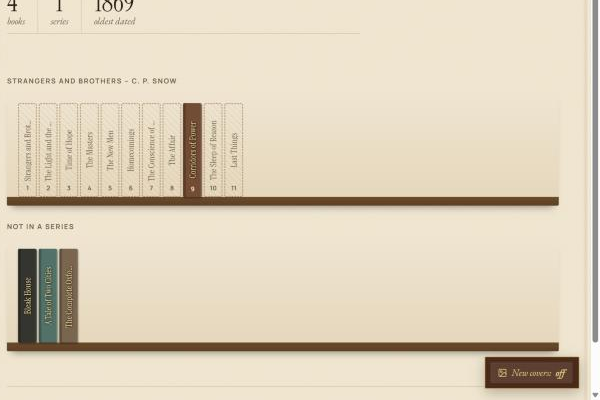 4 1 1869
books series oldest dated
STRANGERS AND BROTHERS – C. P. SNOW
Strangers and Brot...
1
The Light and the ...
2
Time of Hope
3
The Masters
4
The New Men
5
Homecomings
6
The Conscience of ...
7
The Affair
8
Corridors of Power
9
The Sleep of Reason
10
Last Things
11
NOT IN A SERIES
Bleak House
A Tale of Two Cities
The Complete Oxfo...
New covers: off